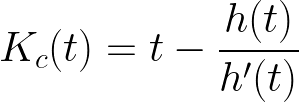 K_c(t) = t - \frac{h(t)}{h'(t)}